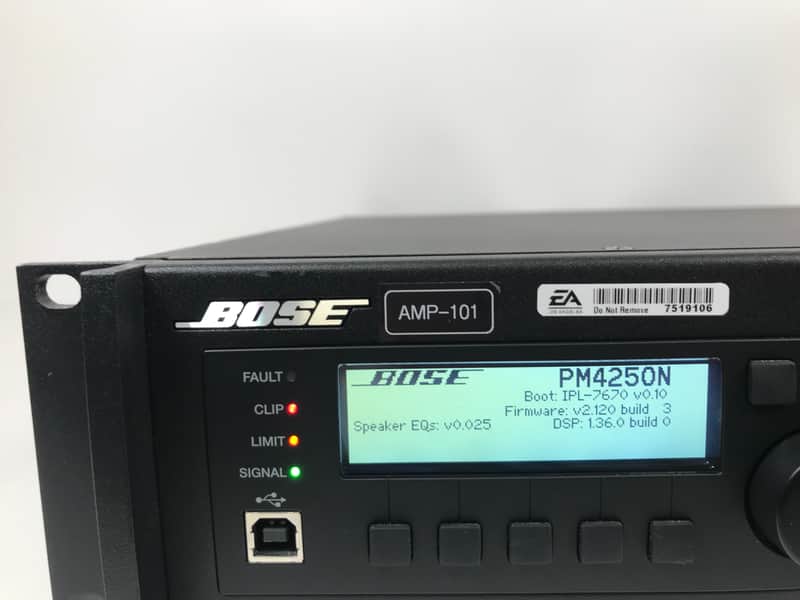 BOSE
AMP-101
EA
Do Not Remove 7519106
FAULT
CLIP
LIMIT
SIGNAL
BOSE
PM4250N
Boot: IPL-7670 v0.10
Firmware: v2.120 build 3
Speaker EQs: v0.025
DSP: 1.36.0 build 0